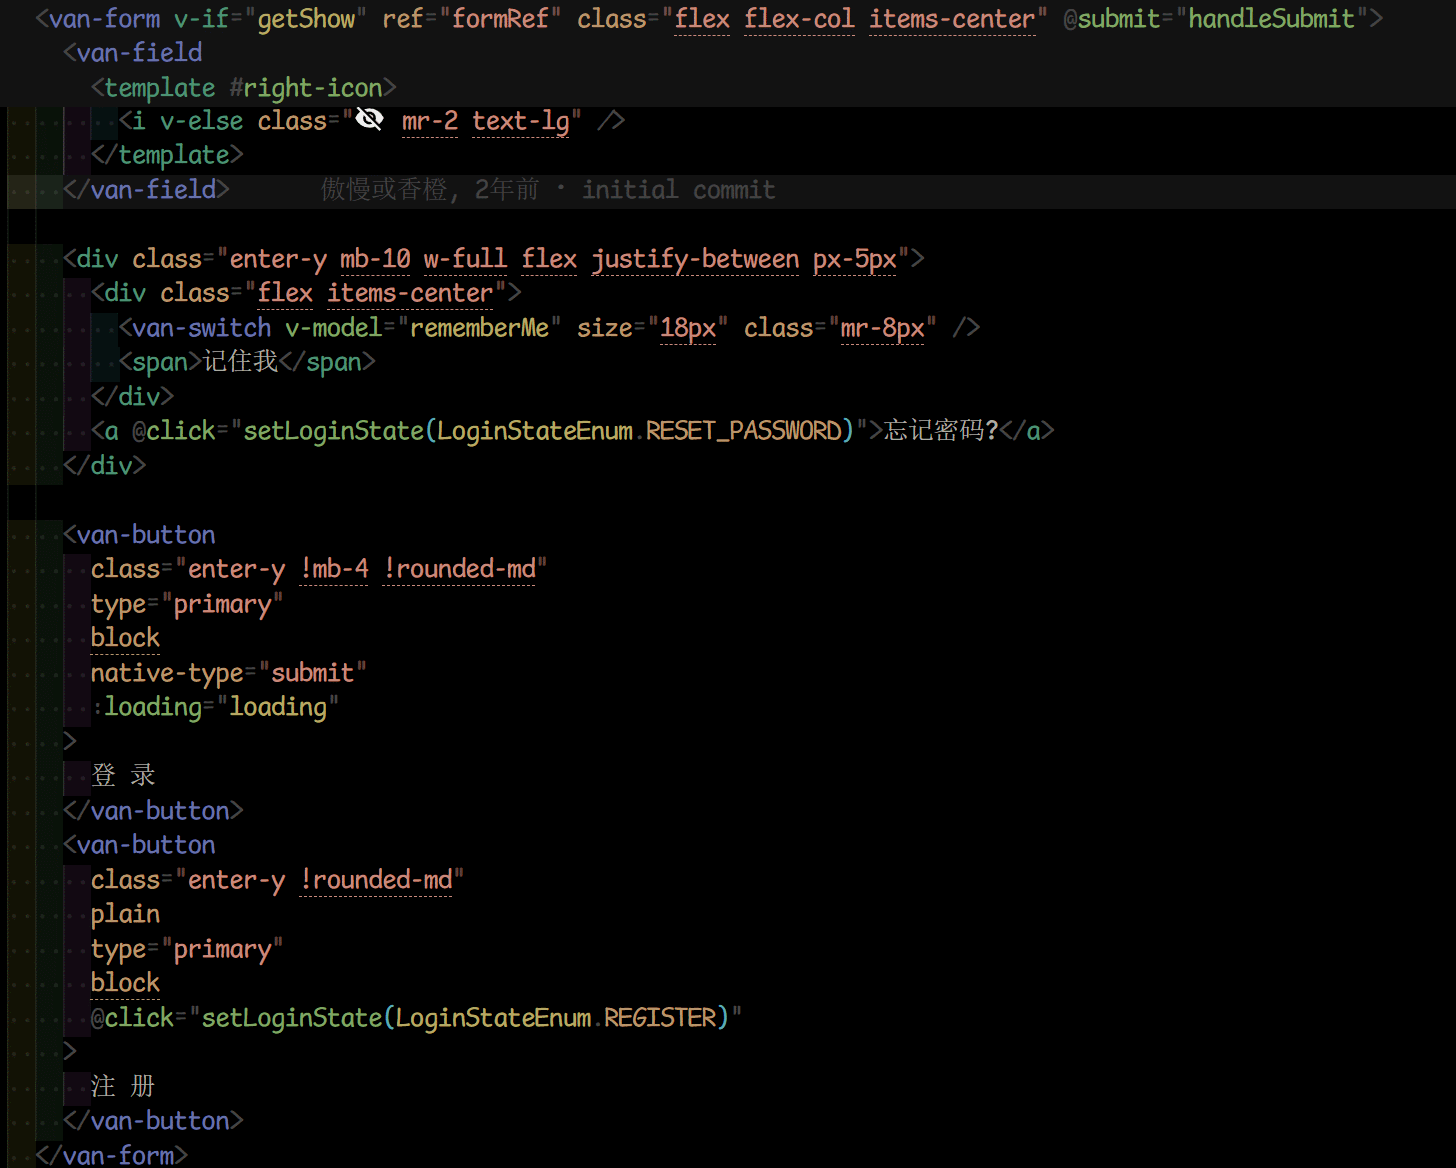 <van-form v-if="getShow" ref="formRef" class="flex flex-col items-center" @submit="handleSubmit">
<van-field
<template #right-icon>
<i v-else class=" mr-2 text-lg" />
</template>
</van-field> 傲慢或香橙, 2年前 • initial commit
<div class="enter-y mb-10 w-full flex justify-between px-5px">
<div class="flex items-center">
<van-switch v-model="rememberMe" size="18px" class="mr-8px" />
<span>记住我</span>
</div>
<a @click="setLoginState(LoginStateEnum.RESET_PASSWORD)">忘记密码?</a>
</div>
<van-button
class="enter-y !mb-4 !rounded-md"
type="primary"
block
native-type="submit"
:loading="loading"
>
登 录
</van-button>
<van-button
class="enter-y !rounded-md"
plain
type="primary"
block
@click="setLoginState(LoginStateEnum.REGISTER)"
>
注 册
</van-button>
</van-form>